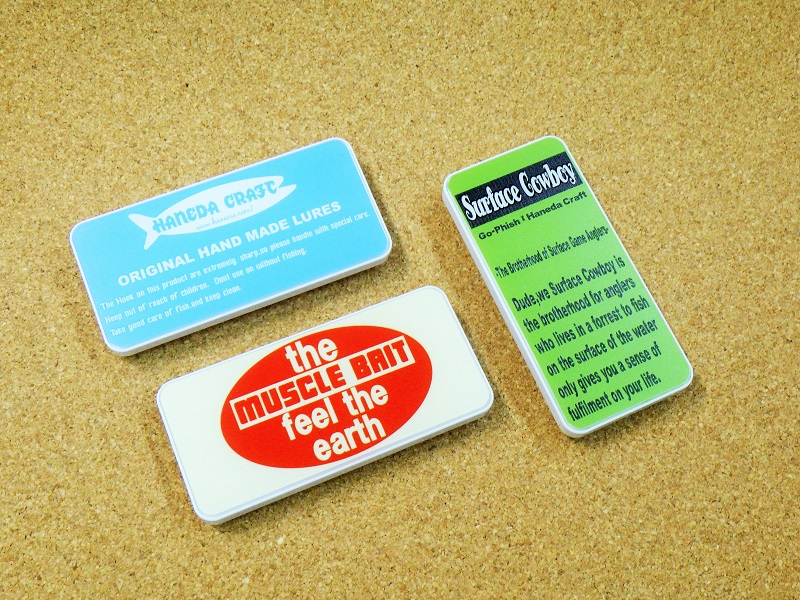 HANEDA CRAFT
ORIGINAL HAND MADE LURES
The Hook on this product are extremely sharp,so please handle with special care.
Keep out of reach of children. Dont use on without fishing.
Take good care of fish,and keep clean.
the
MUSCLE BAIT
feel the
earth
Surface Cowboy
Go-Phish Haneda Craft
-The Brotherhood of Surface Game Anglers-
Dude,we Surface Cowboy is
the brotherhood for anglers
who lives in a forrest to fish
on the surface of the water
only gives you a sense of
fulfilment on your life.